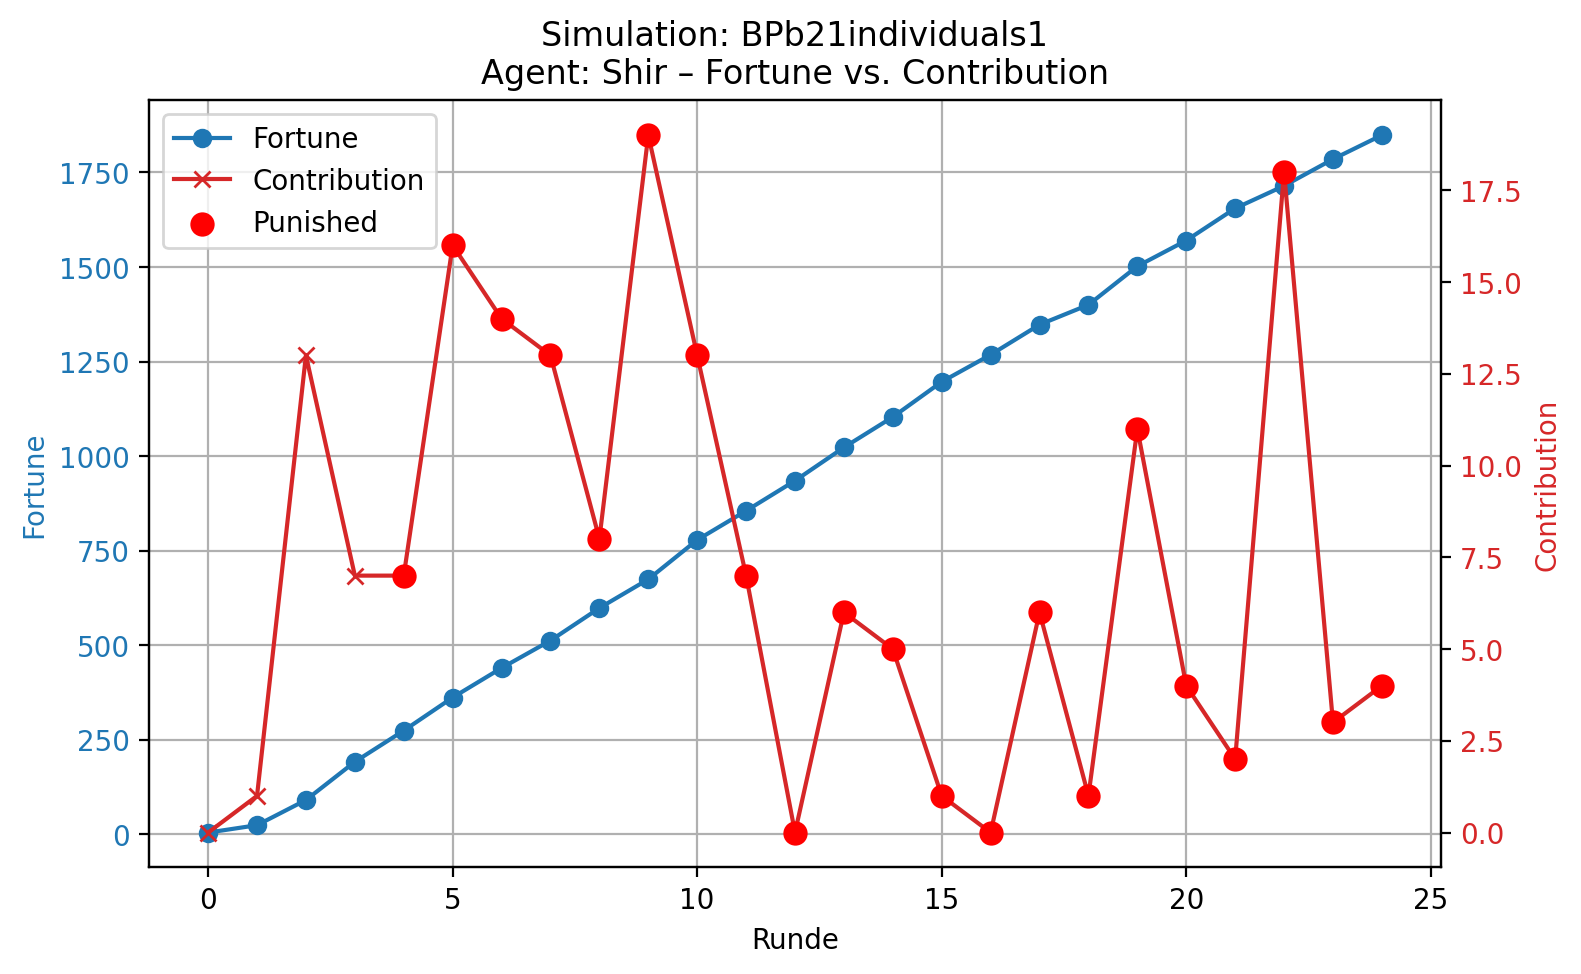 Simulation: BPb21individuals1
Agent: Shir – Fortune vs. Contribution
Fortune
Contribution
Punished
1750
1500
1250
1000
750
500
250
0
Fortune
17.5
15.0
12.5
10.0
7.5
5.0
2.5
0.0
Contribution
0 5 10 15 20 25
Runde